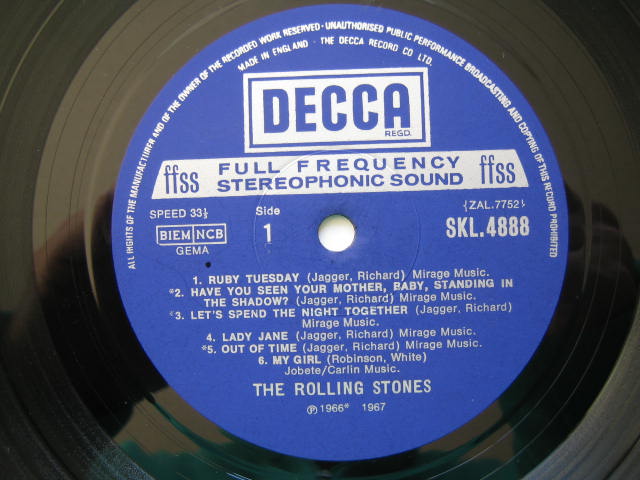 ALL RIGHTS OF THE MANUFACTURER AND OF THE OWNER OF THE RECORDED WORK RESERVED · UNAUTHORISED PUBLIC PERFORMANCE BROADCASTING AND COPYING OF THIS RECORD PROHIBITED
MADE IN ENGLAND · THE DECCA RECORD CO LTD.
DECCA
REGD.
ffss FULL FREQUENCY ffss
STEREOPHONIC SOUND
SPEED 33⅓ Side {ZAL.7752}
1 SKL.4888
BIEM NCB
GEMA
1. RUBY TUESDAY (Jagger, Richard) Mirage Music.
*2. HAVE YOU SEEN YOUR MOTHER, BABY, STANDING IN
THE SHADOW? (Jagger, Richard) Mirage Music.
*3. LET'S SPEND THE NIGHT TOGETHER (Jagger, Richard)
Mirage Music.
4. LADY JANE (Jagger, Richard) Mirage Music.
*5. OUT OF TIME (Jagger, Richard) Mirage Music.
6. MY GIRL (Robinson, White)
Jobete/Carlin Music.
THE ROLLING STONES
℗ 1966* 1967